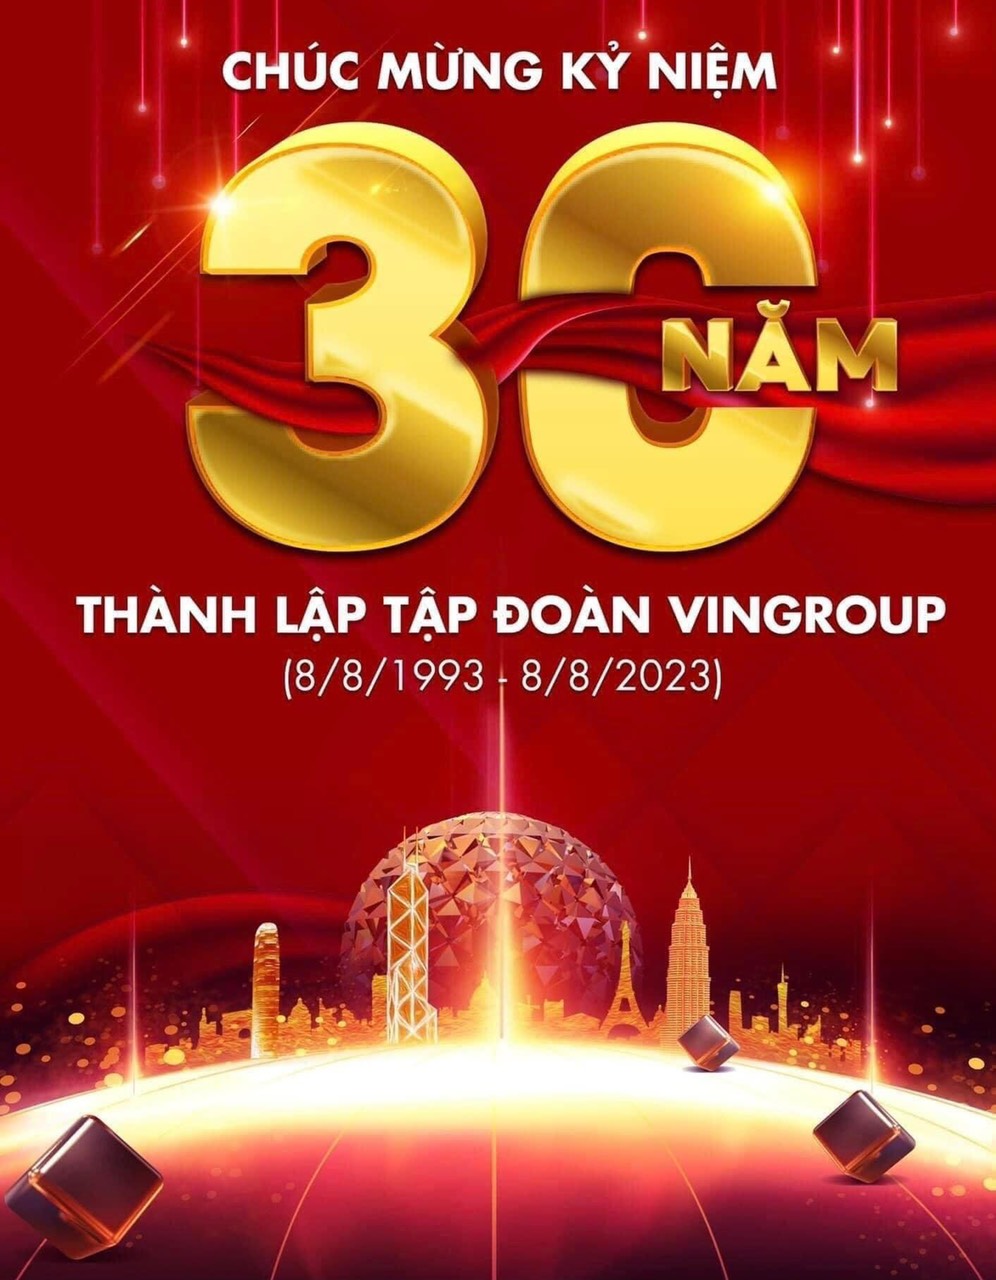 CHÚC MỪNG KỶ NIỆM
30
NĂM
THÀNH LẬP TẬP ĐOÀN VINGROUP
(8/8/1993 - 8/8/2023)